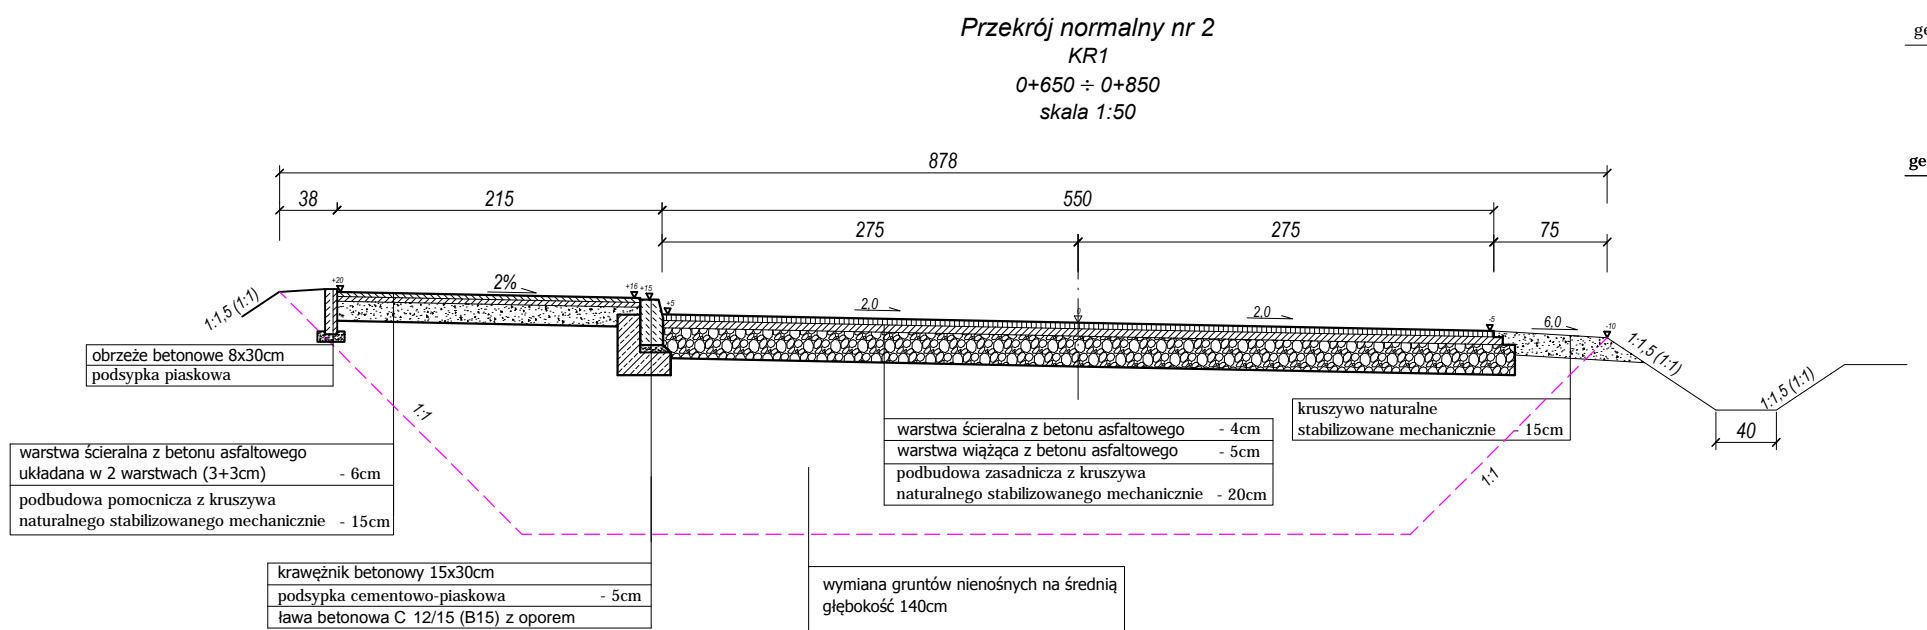 Przekrój normalny nr 2
KR1
0+650 ÷ 0+850
skala 1:50
ge
ge
878
38
215
550
275
275
75
+20
2%
+16
+15
+5
2,0
2,0
-5
6,0
-10
1:1,5 (1:1)
1:1,5 (1:1)
1:1,5 (1:1)
40
1:1
1:1
obrzeże betonowe 8x30cm
podsypka piaskowa
warstwa ścieralna z betonu asfaltowego
układana w 2 warstwach (3+3cm) - 6cm
podbudowa pomocnicza z kruszywa
naturalnego stabilizowanego mechanicznie - 15cm
krawężnik betonowy 15x30cm
podsypka cementowo-piaskowa - 5cm
ława betonowa C 12/15 (B15) z oporem
wymiana gruntów nienośnych na średnią
głębokość 140cm
warstwa ścieralna z betonu asfaltowego - 4cm
warstwa wiążąca z betonu asfaltowego - 5cm
podbudowa zasadnicza z kruszywa
naturalnego stabilizowanego mechanicznie - 20cm
kruszywo naturalne
stabilizowane mechanicznie - 15cm